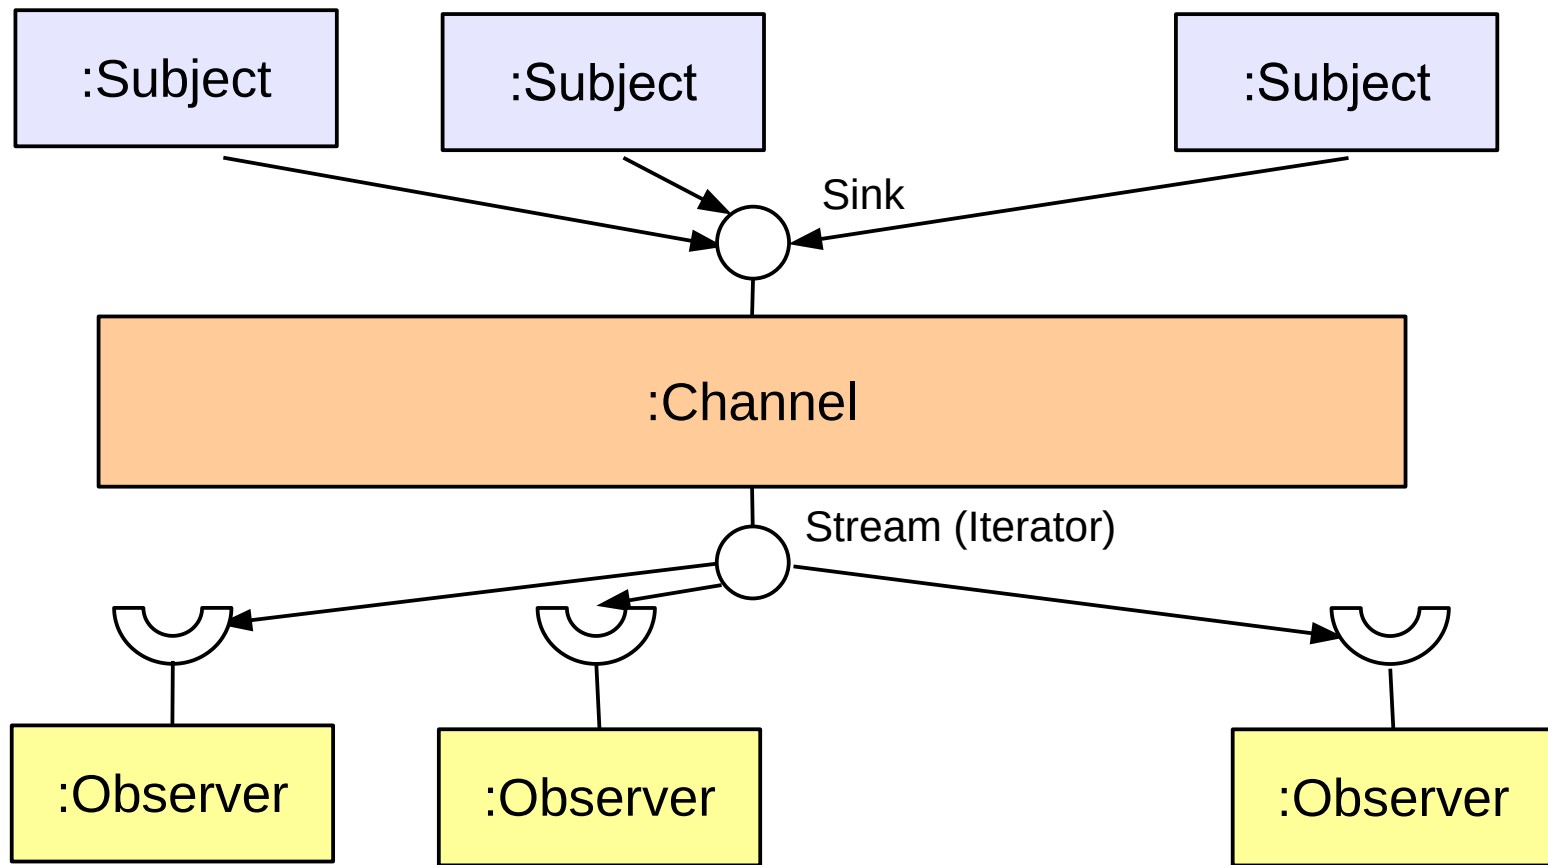 :Subject
:Subject
:Subject
Sink
:Channel
Stream (Iterator)
:Observer
:Observer
:Observer